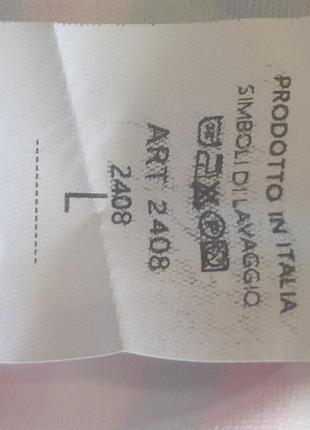 PRODOTTO IN ITALIA
SIMBOLI DI LAVAGGIO
ART. 2408
2408
L